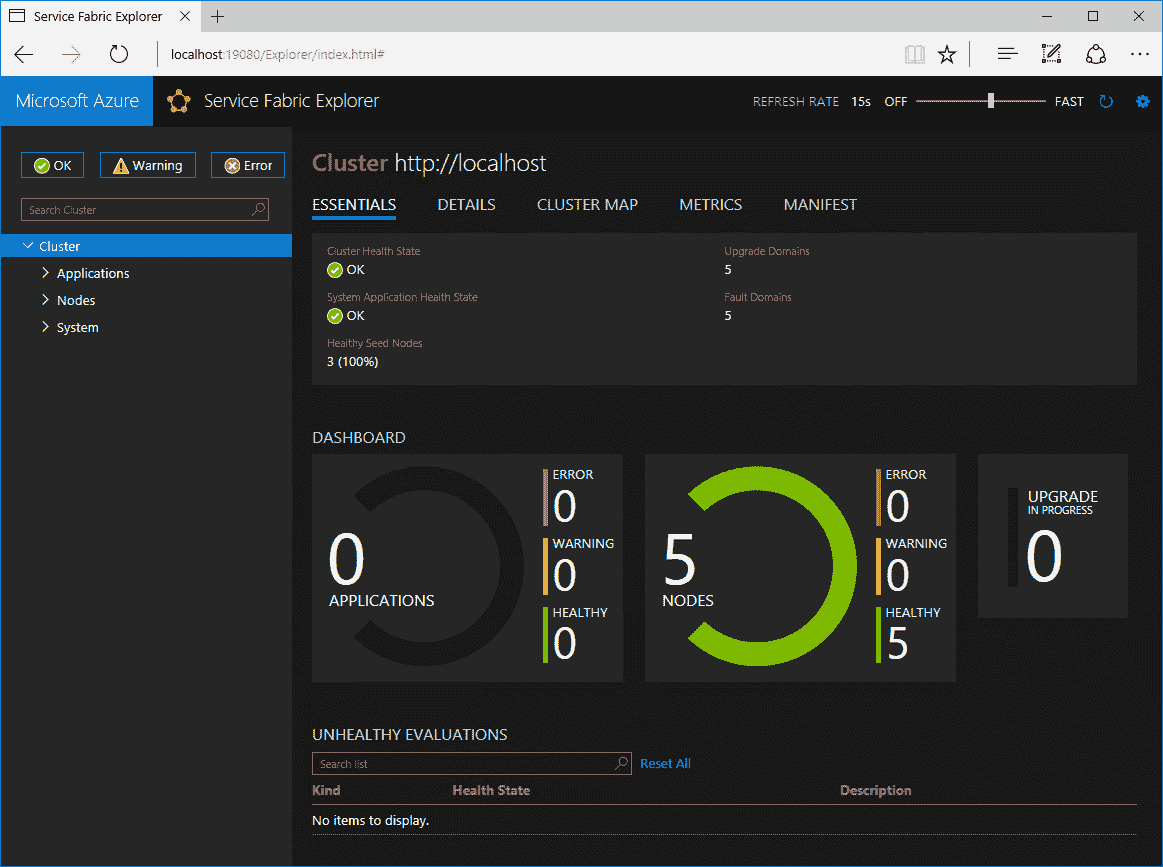 Service Fabric Explorer
localhost:19080/Explorer/index.html#
Microsoft Azure
Service Fabric Explorer
REFRESH RATE 15s OFF FAST
OK Warning Error
Search Cluster
Cluster
Applications
Nodes
System
Cluster http://localhost
ESSENTIALS DETAILS CLUSTER MAP METRICS MANIFEST
Cluster Health State
OK
System Application Health State
OK
Healthy Seed Nodes
3 (100%)
Upgrade Domains
5
Fault Domains
5
DASHBOARD
0
APPLICATIONS
ERROR
0
WARNING
0
HEALTHY
0
5
NODES
ERROR
0
WARNING
0
HEALTHY
5
UPGRADE
IN PROGRESS
0
UNHEALTHY EVALUATIONS
Search list Reset All
Kind Health State Description
No items to display.